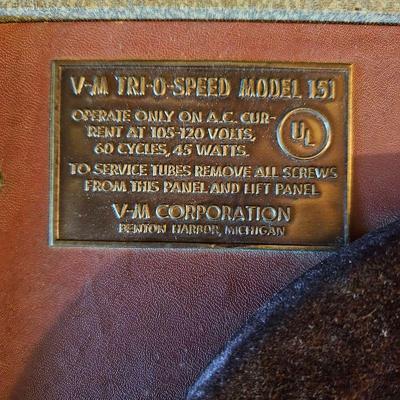 V-M TRI-O-SPEED MODEL 151
OPERATE ONLY ON A.C. CUR-
RENT AT 105-120 VOLTS,
60 CYCLES, 45 WATTS.
UL
TO SERVICE TUBES REMOVE ALL SCREWS
FROM THIS PANEL AND LIFT PANEL
V-M CORPORATION
BENTON HARBOR, MICHIGAN